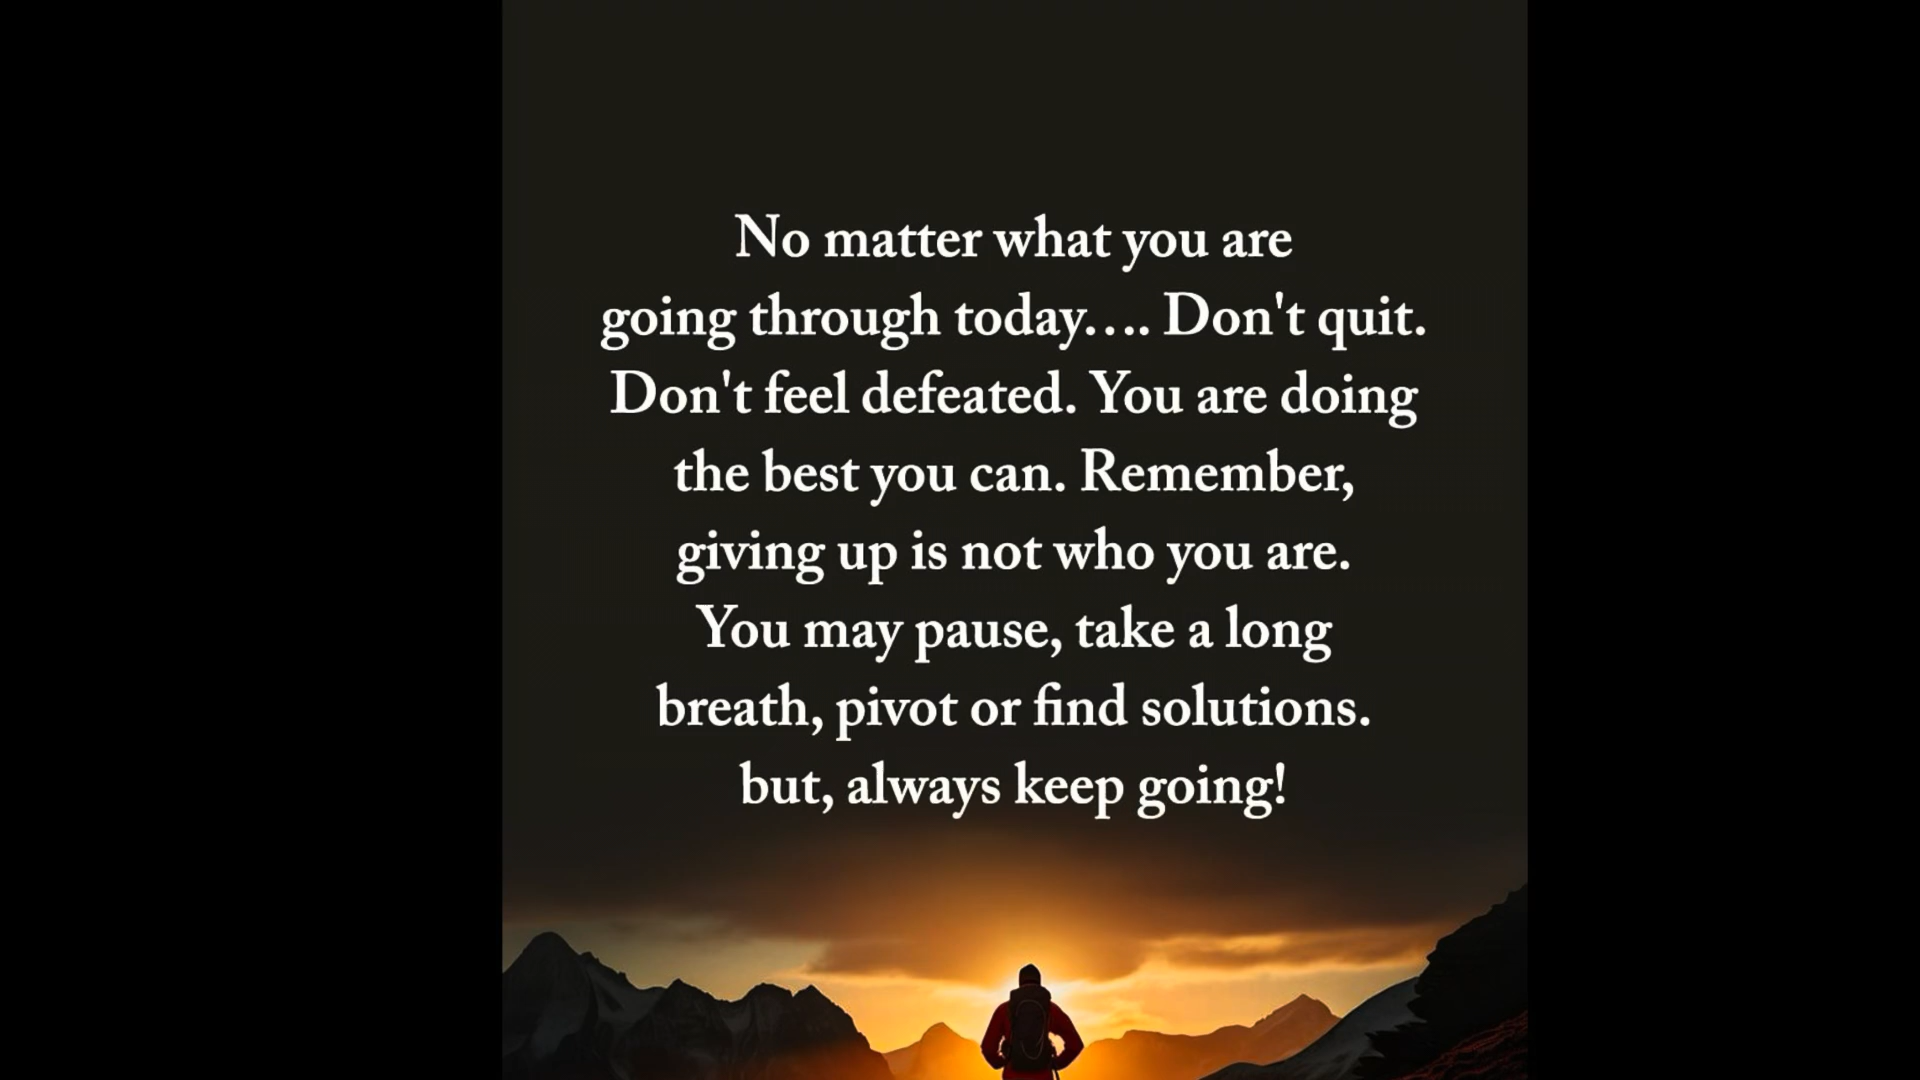 No matter what you are
going through today.... Don't quit.
Don't feel defeated. You are doing
the best you can. Remember,
giving up is not who you are.
You may pause, take a long
breath, pivot or find solutions.
but, always keep going!